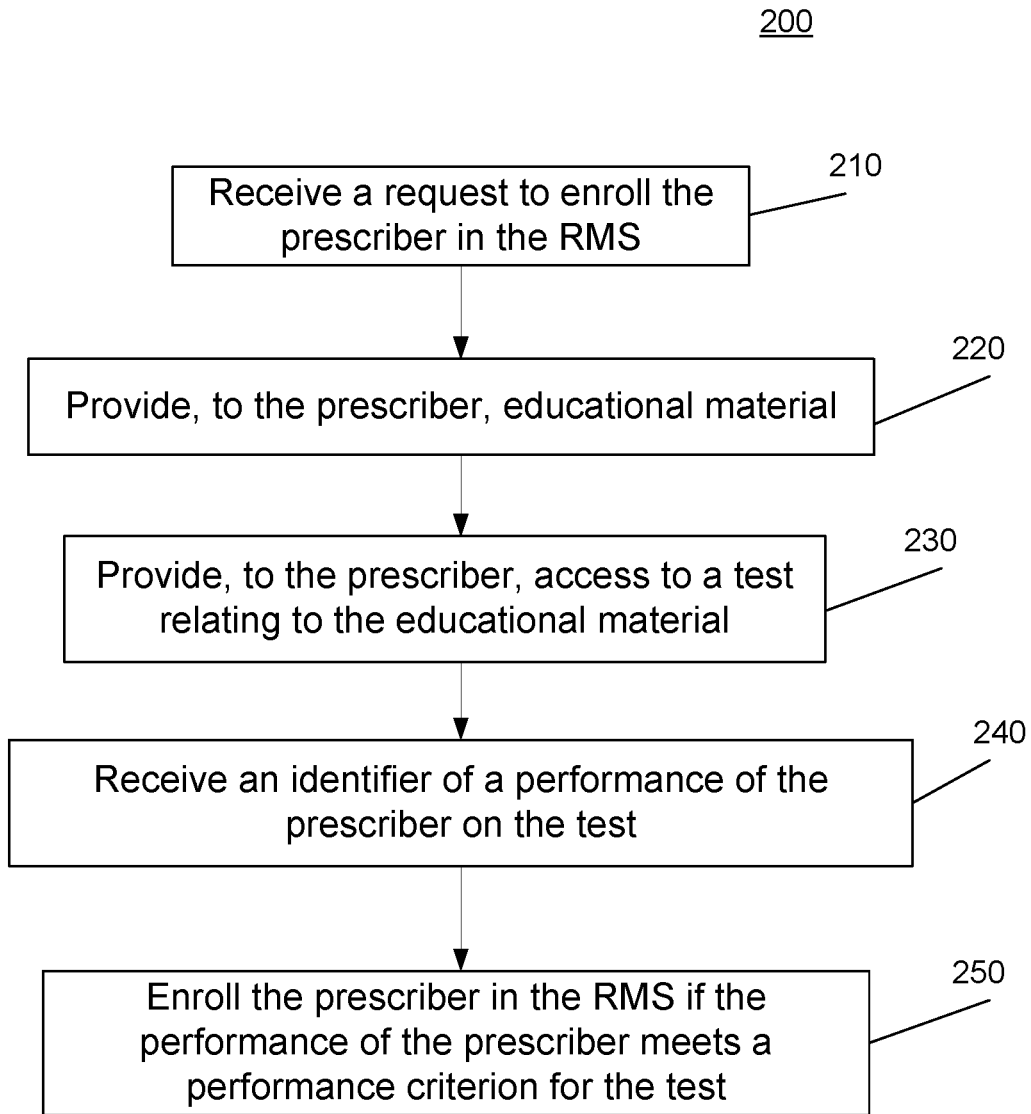 200
210
Receive a request to enroll the
prescriber in the RMS
220
Provide, to the prescriber, educational material
230
Provide, to the prescriber, access to a test
relating to the educational material
240
Receive an identifier of a performance of the
prescriber on the test
250
Enroll the prescriber in the RMS if the
performance of the prescriber meets a
performance criterion for the test